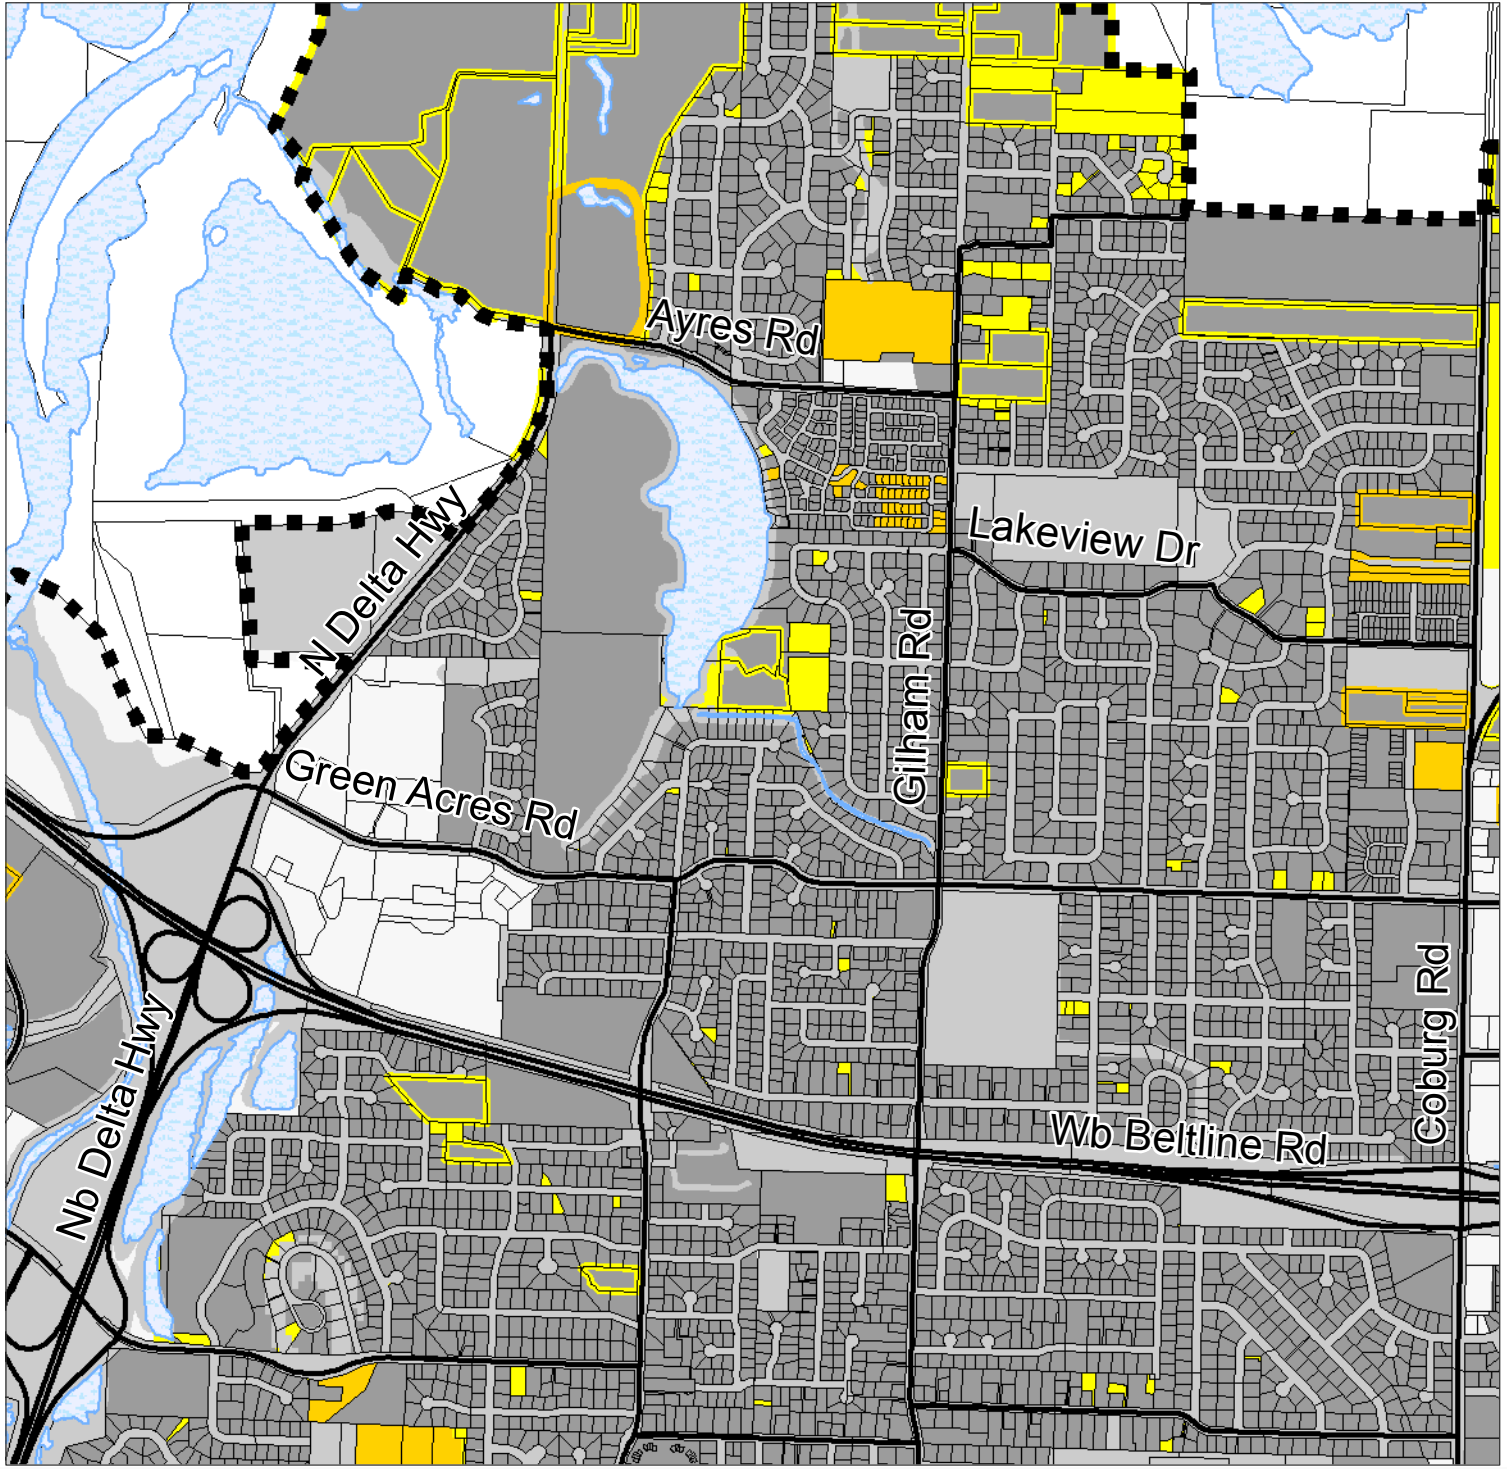 Ayres Rd
Lakeview Dr
N Delta Hwy
Gilham Rd
Green Acres Rd
Coburg Rd
Nb Delta Hwy
Wb Beltline Rd